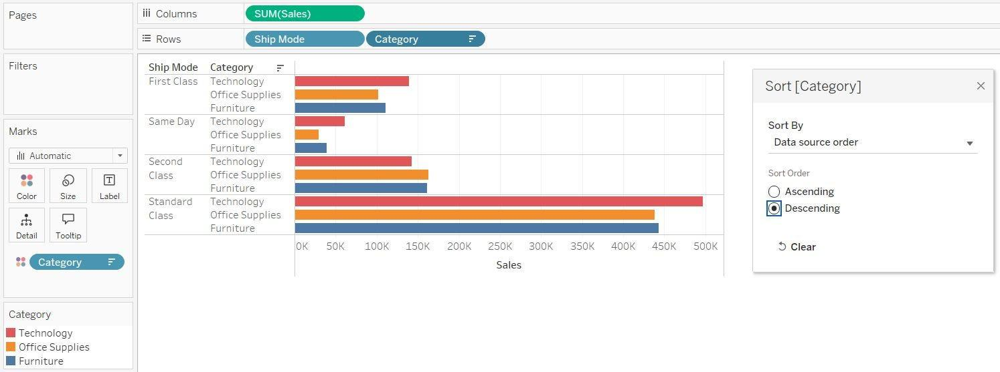 Pages
Columns
SUM(Sales)
Rows
Ship Mode
Category
Filters
Marks
Automatic
Color
Size
Label
Detail
Tooltip
Category
Category
Technology
Office Supplies
Furniture
Ship Mode Category
First Class Technology
Office Supplies
Furniture
Same Day Technology
Office Supplies
Furniture
Second Technology
Class Office Supplies
Furniture
Standard Technology
Class Office Supplies
Furniture
0K 50K 100K 150K 200K 250K 300K 350K 400K 450K 500K
Sales
Sort [Category]
Sort By
Data source order
Sort Order
Ascending
Descending
Clear